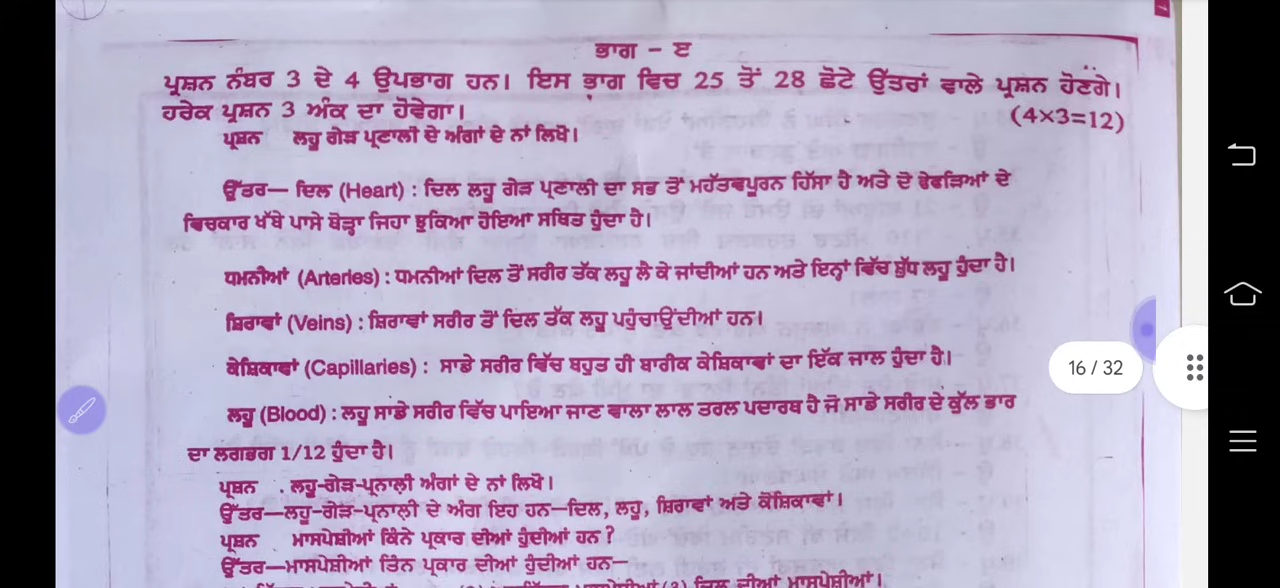 ਭਾਗ – ੲ
ਪ੍ਰਸ਼ਨ ਨੰਬਰ 3 ਦੇ 4 ਉਪਭਾਗ ਹਨ। ਇਸ ਭਾਗ ਵਿਚ 25 ਤੋਂ 28 ਛੋਟੇ ਉੱਤਰਾਂ ਵਾਲੇ ਪ੍ਰਸ਼ਨ ਹੋਣਗੇ।
ਹਰੇਕ ਪ੍ਰਸ਼ਨ 3 ਅੰਕ ਦਾ ਹੋਵੇਗਾ। (4×3=12)
ਪ੍ਰਸ਼ਨ ਲਹੂ ਗੇੜ ਪ੍ਰਣਾਲੀ ਦੇ ਅੰਗਾਂ ਦੇ ਨਾਂ ਲਿਖੋ।
ਉੱਤਰ— ਦਿਲ (Heart) : ਦਿਲ ਲਹੂ ਗੇੜ ਪ੍ਰਣਾਲੀ ਦਾ ਸਭ ਤੋਂ ਮਹੱਤਵਪੂਰਨ ਹਿੱਸਾ ਹੈ ਅਤੇ ਦੋ ਫੇਫੜਿਆਂ ਦੇ
ਵਿਚਕਾਰ ਖੱਬੇ ਪਾਸੇ ਥੋੜ੍ਹਾ ਜਿਹਾ ਝੁਕਿਆ ਹੋਇਆ ਸਥਿਤ ਹੁੰਦਾ ਹੈ।
ਧਮਨੀਆਂ (Arteries) : ਧਮਨੀਆਂ ਦਿਲ ਤੋਂ ਸਰੀਰ ਤੱਕ ਲਹੂ ਲੈ ਕੇ ਜਾਂਦੀਆਂ ਹਨ ਅਤੇ ਇਨ੍ਹਾਂ ਵਿੱਚ ਸ਼ੁੱਧ ਲਹੂ ਹੁੰਦਾ ਹੈ।
ਸ਼ਿਰਾਵਾਂ (Veins) : ਸ਼ਿਰਾਵਾਂ ਸਰੀਰ ਤੋਂ ਦਿਲ ਤੱਕ ਲਹੂ ਪਹੁੰਚਾਉਂਦੀਆਂ ਹਨ।
ਕੇਸ਼ਿਕਾਵਾਂ (Capillaries) : ਸਾਡੇ ਸਰੀਰ ਵਿੱਚ ਬਹੁਤ ਹੀ ਬਾਰੀਕ ਕੇਸ਼ਿਕਾਵਾਂ ਦਾ ਇੱਕ ਜਾਲ ਹੁੰਦਾ ਹੈ।
16 / 32
ਲਹੂ (Blood) : ਲਹੂ ਸਾਡੇ ਸਰੀਰ ਵਿੱਚ ਪਾਇਆ ਜਾਣ ਵਾਲਾ ਲਾਲ ਤਰਲ ਪਦਾਰਥ ਹੈ ਜੋ ਸਾਡੇ ਸਰੀਰ ਦੇ ਕੁੱਲ ਭਾਰ
ਦਾ ਲਗਭਗ 1/12 ਹੁੰਦਾ ਹੈ।
ਪ੍ਰਸ਼ਨ ਲਹੂ-ਗੇੜ-ਪ੍ਰਨਾਲੀ ਅੰਗਾਂ ਦੇ ਨਾਂ ਲਿਖੋ।
ਉੱਤਰ—ਲਹੂ-ਗੇੜ-ਪ੍ਰਨਾਲੀ ਦੇ ਅੰਗ ਇਹ ਹਨ—ਦਿਲ, ਲਹੂ, ਸ਼ਿਰਾਵਾਂ ਅਤੇ ਕੋਸ਼ਿਕਾਵਾਂ।
ਪ੍ਰਸ਼ਨ ਮਾਸਪੇਸ਼ੀਆਂ ਕਿੰਨੇ ਪ੍ਰਕਾਰ ਦੀਆਂ ਹੁੰਦੀਆਂ ਹਨ?
ਉੱਤਰ—ਮਾਸਪੇਸ਼ੀਆਂ ਤਿੰਨ ਪ੍ਰਕਾਰ ਦੀਆਂ ਹੁੰਦੀਆਂ ਹਨ—
(3) ਦਿਲ ਦੀਆਂ ਮਾਸਪੇਸ਼ੀਆਂ।